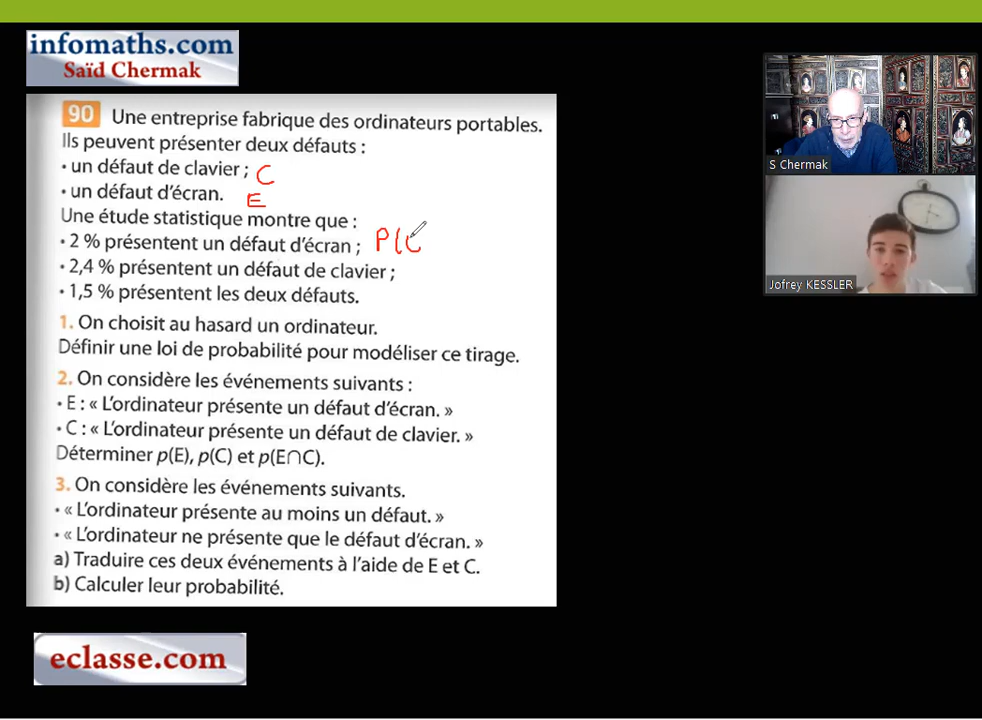 infomaths.com
Saïd Chermak
90 Une entreprise fabrique des ordinateurs portables.
Ils peuvent présenter deux défauts :
• un défaut de clavier ; C
• un défaut d'écran. E
Une étude statistique montre que :
• 2 % présentent un défaut d'écran ; P(C
• 2,4 % présentent un défaut de clavier ;
• 1,5 % présentent les deux défauts.
1. On choisit au hasard un ordinateur.
Définir une loi de probabilité pour modéliser ce tirage.
2. On considère les événements suivants :
• E : « L'ordinateur présente un défaut d'écran. »
• C : « L'ordinateur présente un défaut de clavier. »
Déterminer p(E), p(C) et p(E∩C).
3. On considère les événements suivants.
• « L'ordinateur présente au moins un défaut. »
• « L'ordinateur ne présente que le défaut d'écran. »
a) Traduire ces deux événements à l'aide de E et C.
b) Calculer leur probabilité.
eclasse.com
S Chermak
Jofrey KESSLER